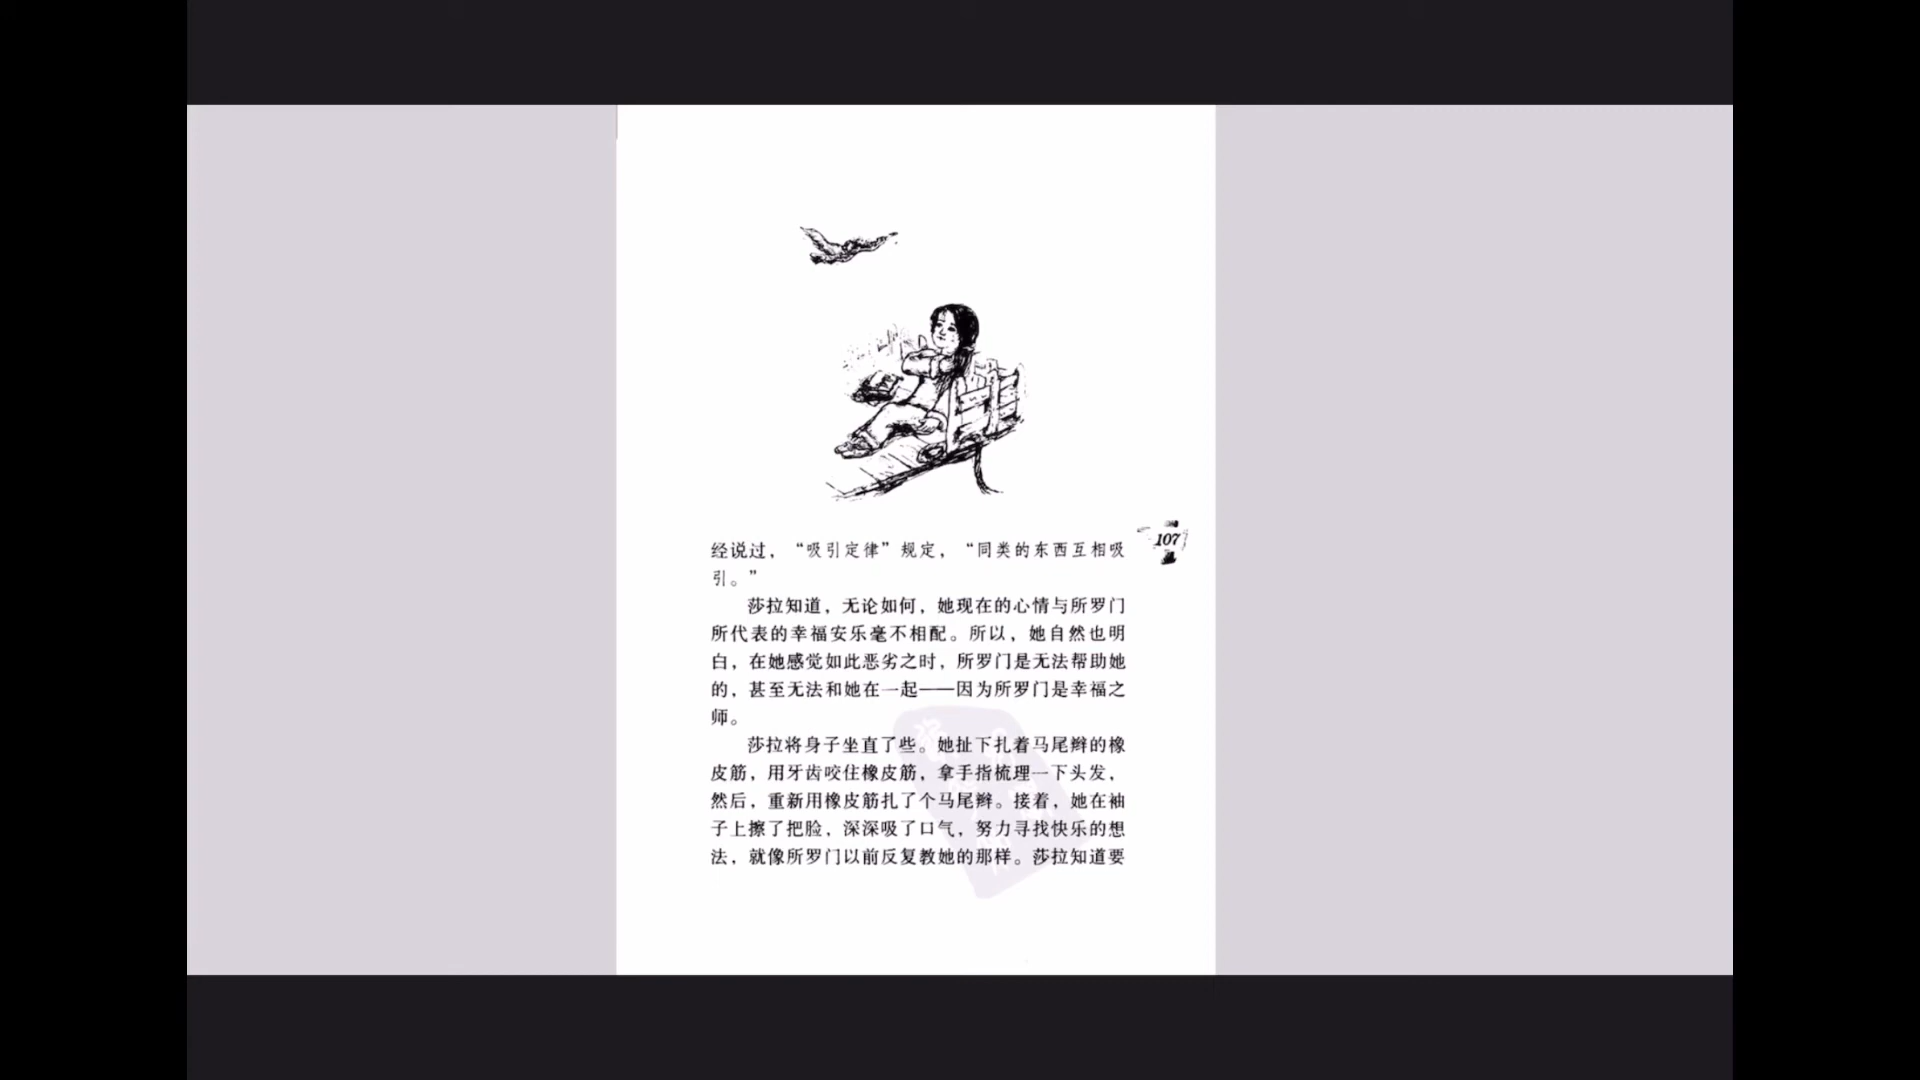 107
经说过，“吸引定律”规定，“同类的东西互相吸
引。”
莎拉知道，无论如何，她现在的心情与所罗门
所代表的幸福安乐毫不相配。所以，她自然也明
白，在她感觉如此恶劣之时，所罗门是无法帮助她
的，甚至无法和她在一起——因为所罗门是幸福之
师。
莎拉将身子坐直了些。她扯下扎着马尾辫的橡
皮筋，用牙齿咬住橡皮筋，拿手指梳理一下头发，
然后，重新用橡皮筋扎了个马尾辫。接着，她在袖
子上擦了把脸，深深吸了口气，努力寻找快乐的想
法，就像所罗门以前反复教她的那样。莎拉知道要